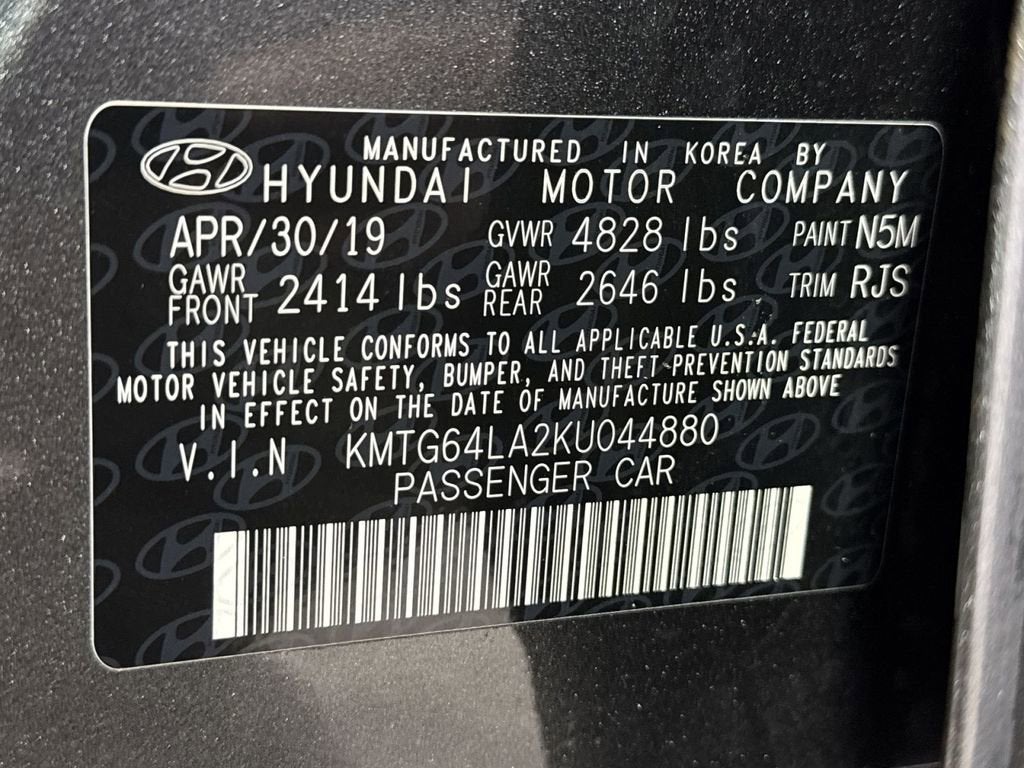 MANUFACTURED IN KOREA BY
HYUNDAI MOTOR COMPANY
APR/30/19 GVWR 4828 lbs PAINT N5M
GAWR FRONT 2414 lbs GAWR REAR 2646 lbs TRIM RJS
THIS VEHICLE CONFORMS TO ALL APPLICABLE U.S.A. FEDERAL
MOTOR VEHICLE SAFETY, BUMPER, AND THEFT-PREVENTION STANDARDS
IN EFFECT ON THE DATE OF MANUFACTURE SHOWN ABOVE
V.I.N KMTG64LA2KU044880
PASSENGER CAR